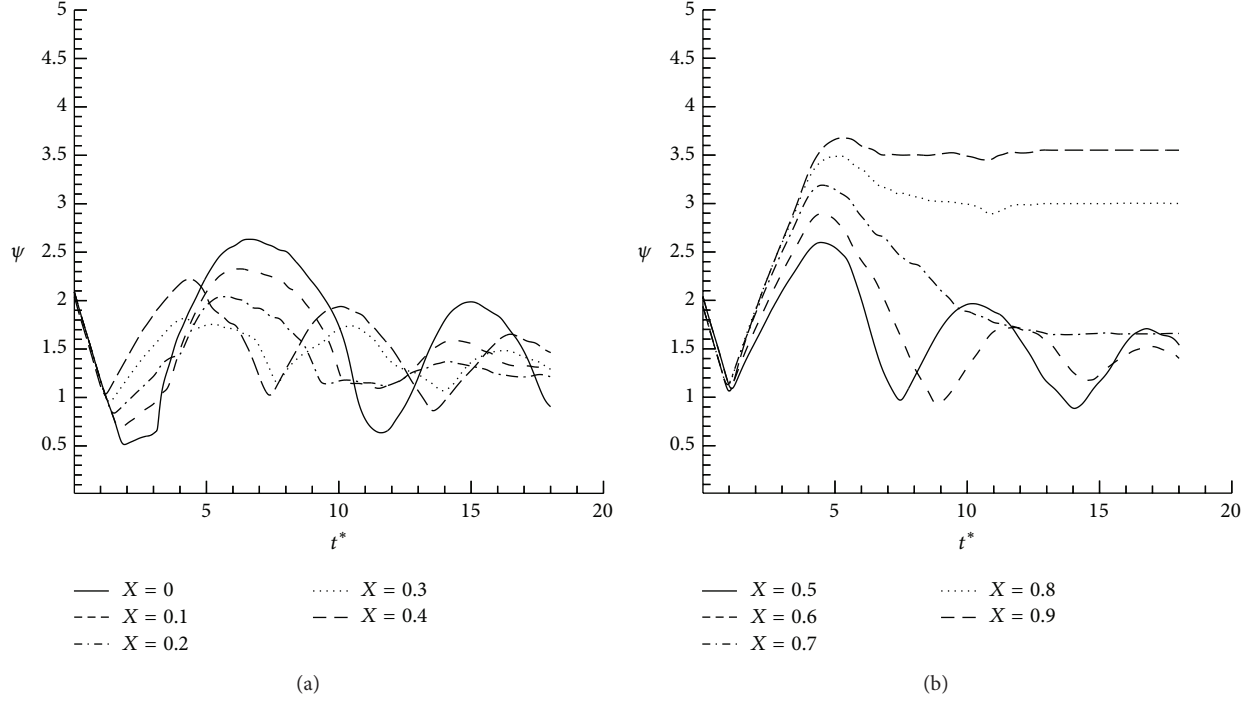 5
4.5
4
3.5
3
2.5
2
1.5
1
0.5
ψ
5
10
15
20
t*
X = 0
X = 0.1
X = 0.2
X = 0.3
X = 0.4
(a)
5
4.5
4
3.5
3
2.5
2
1.5
1
0.5
ψ
5
10
15
20
t*
X = 0.5
X = 0.6
X = 0.7
X = 0.8
X = 0.9
(b)